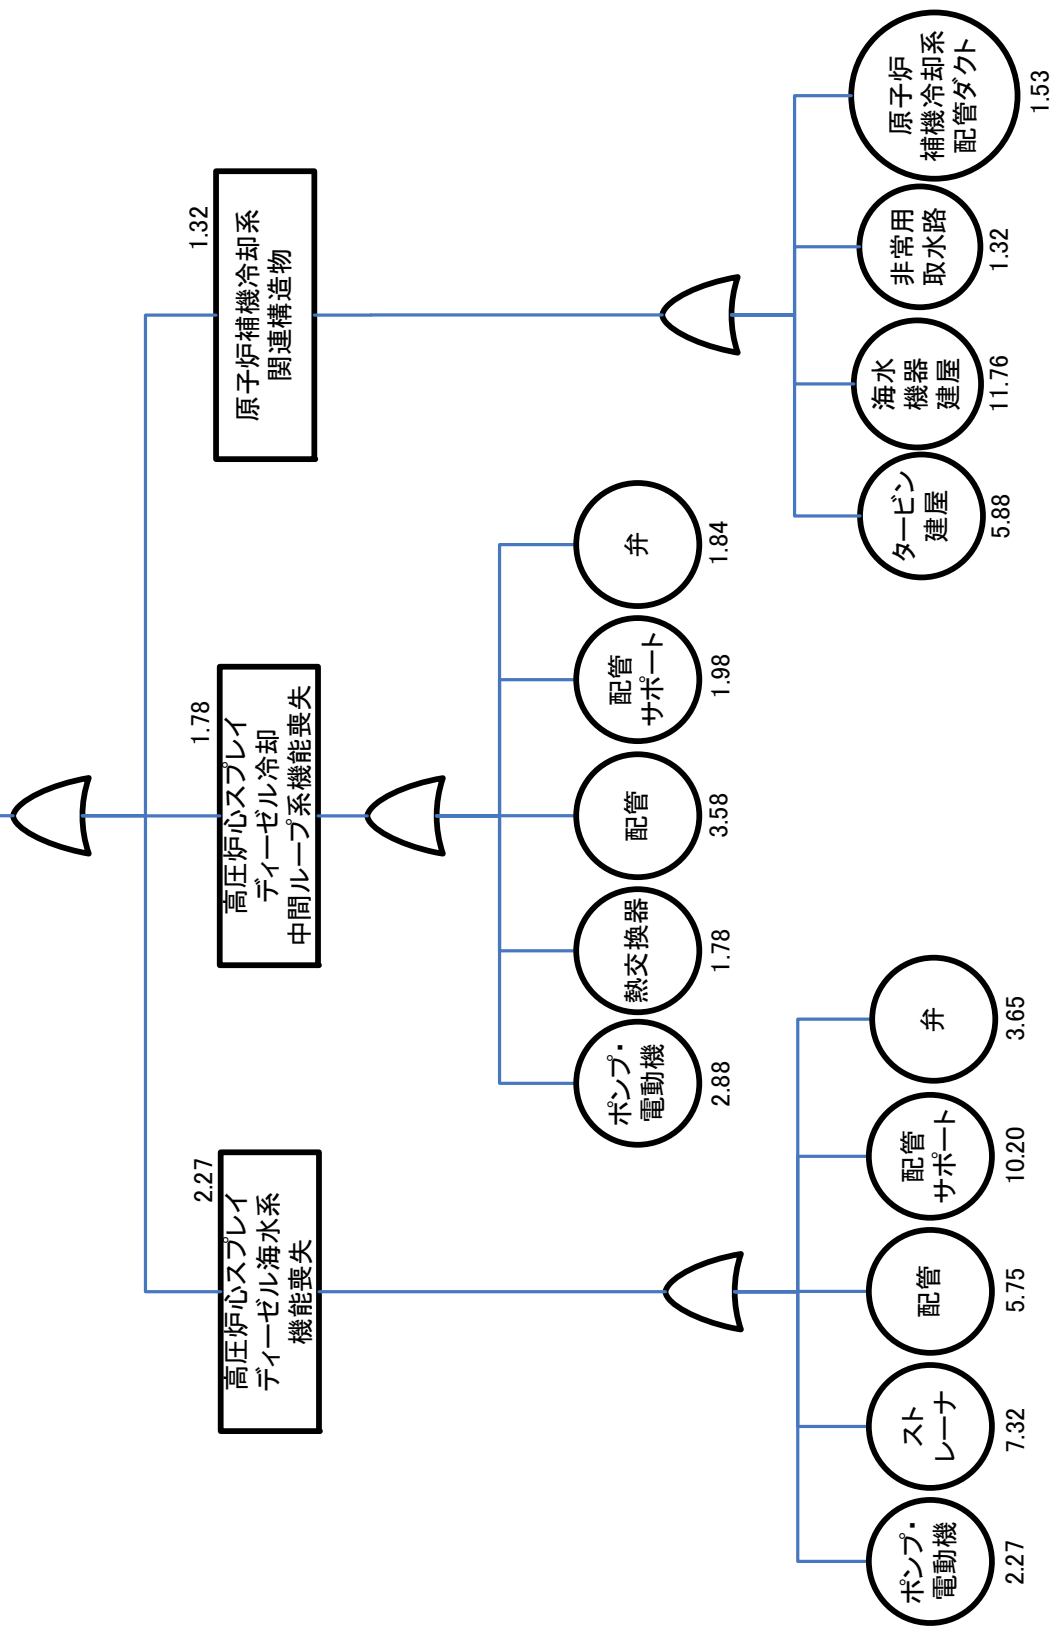 2.27
高圧炉心スプレイ
ディーゼル海水系
機能喪失
1.78
高圧炉心スプレイ
ディーゼル冷却
中間ループ系機能喪失
1.32
原子炉補機冷却系
関連構造物
ポンプ・
電動機
2.88
熱交換器
1.78
配管
3.58
配管
サポート
1.98
弁
1.84
ポンプ・
電動機
2.27
スト
レーナ
7.32
配管
5.75
配管
サポート
10.20
弁
3.65
タービン
建屋
5.88
海水
機器
建屋
11.76
非常用
取水路
1.32
原子炉
補機冷却系
配管ダクト
1.53